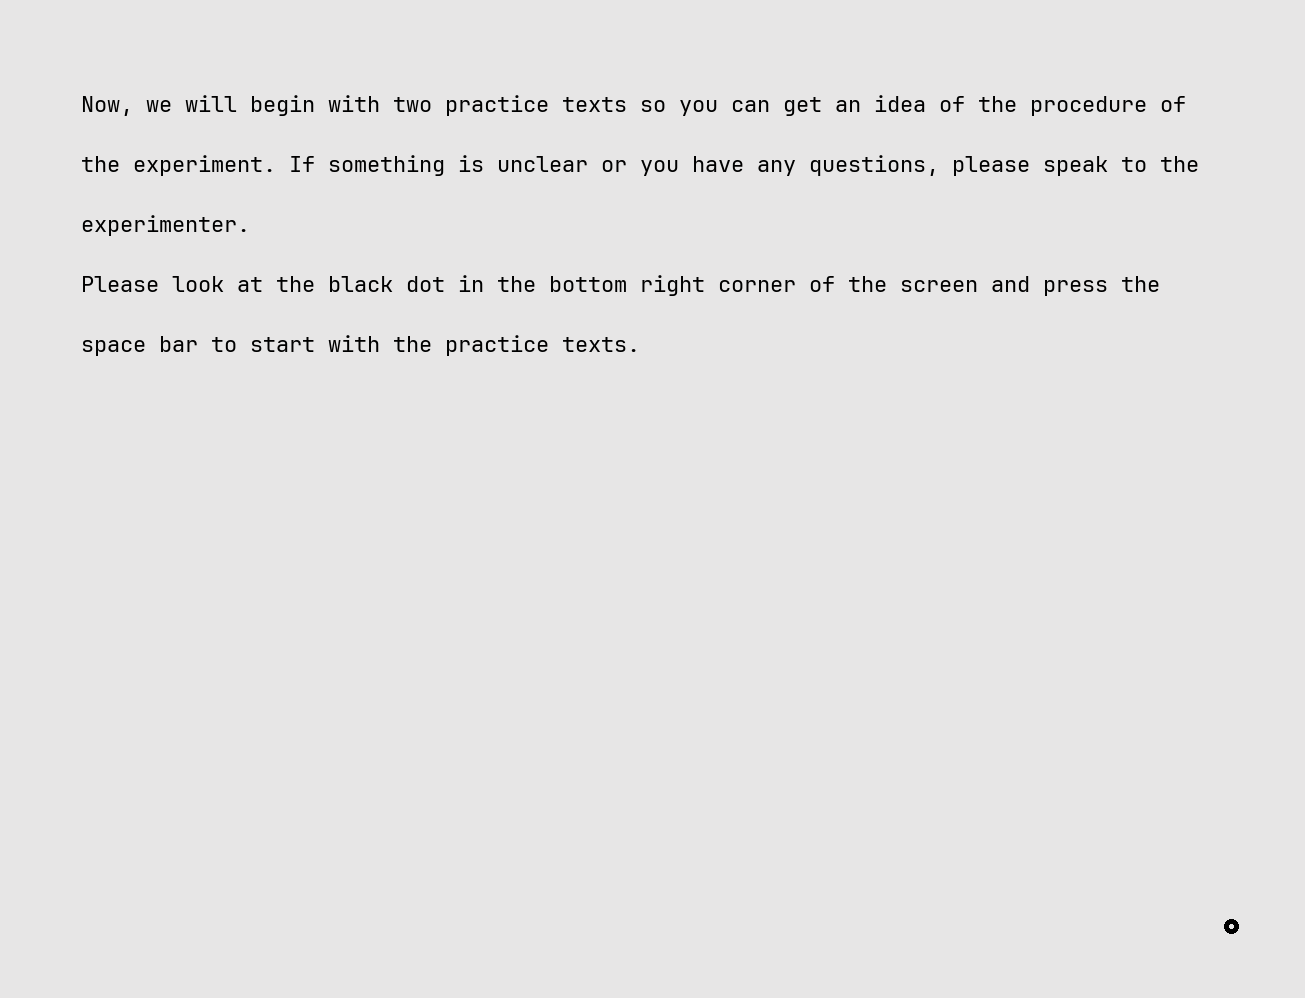 Now, we will begin with two practice texts so you can get an idea of the procedure of
the experiment. If something is unclear or you have any questions, please speak to the
experimenter.
Please look at the black dot in the bottom right corner of the screen and press the
space bar to start with the practice texts.